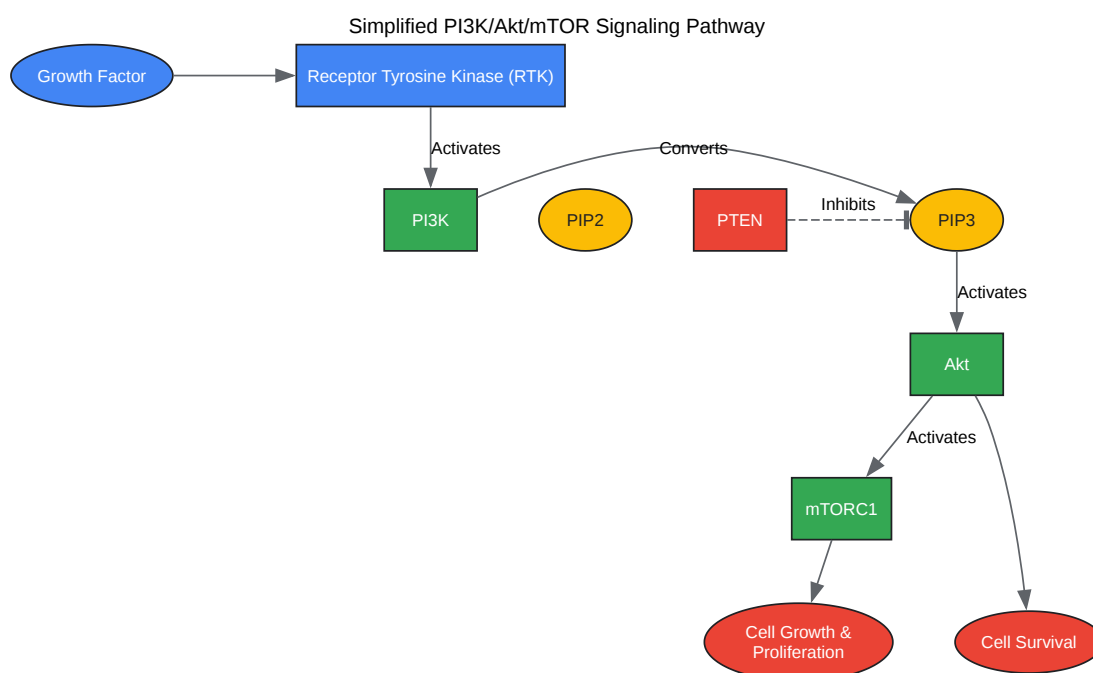 Simplified PI3K/Akt/mTOR Signaling Pathway
Growth Factor
Receptor Tyrosine Kinase (RTK)
Activates
Converts
PI3K
PIP2
PTEN
Inhibits
PIP3
Activates
Akt
Activates
mTORC1
Cell Growth &
Proliferation
Cell Survival